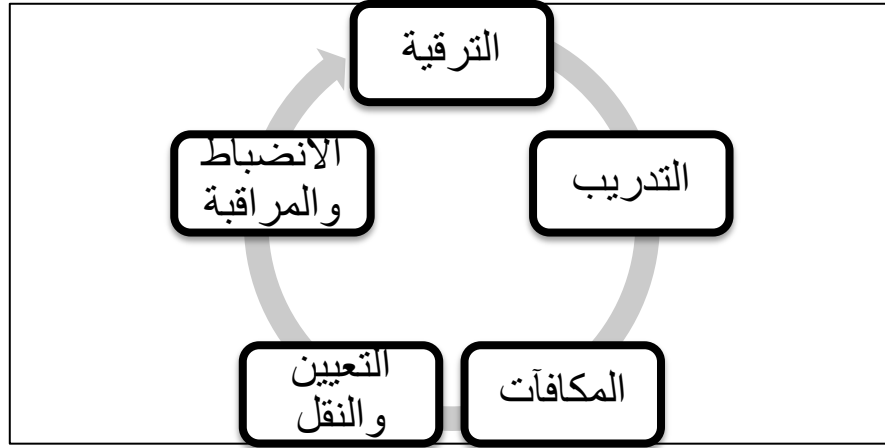 الترقية
التدريب
المكافآت
التعيين
والنقل
الانضباط
والمراقبة